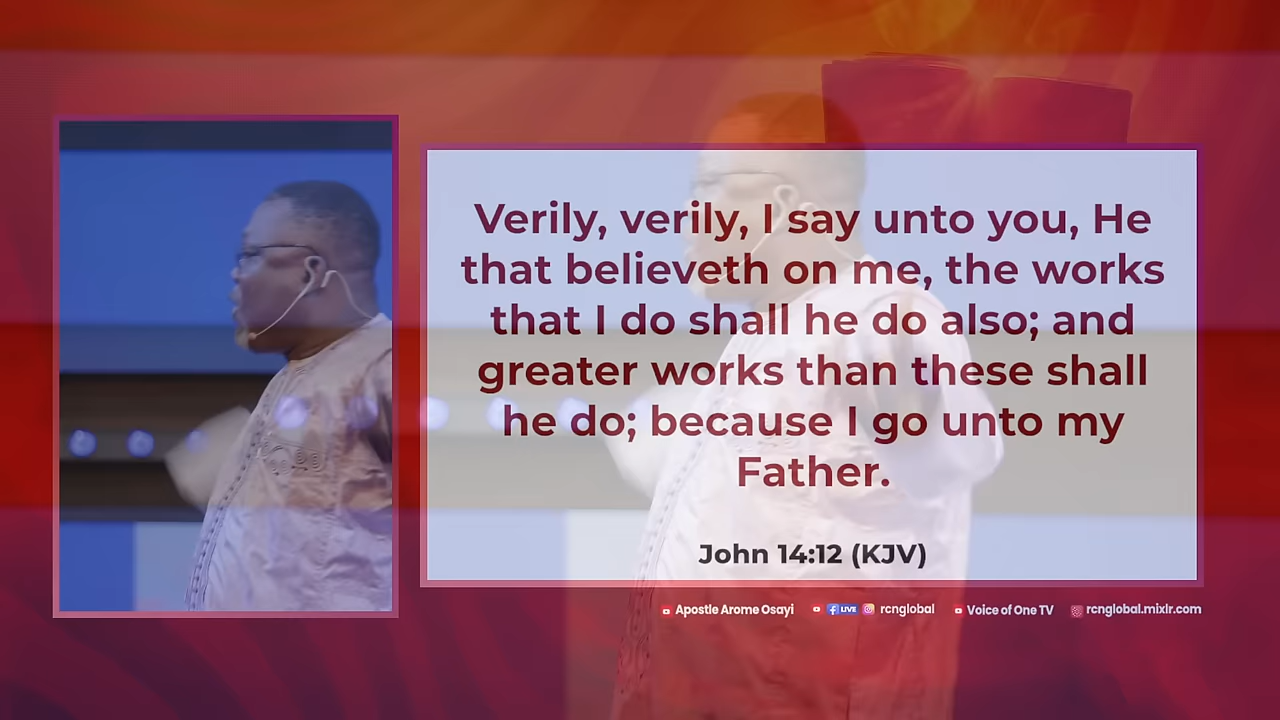 Verily, verily, I say unto you, He
that believeth on me, the works
that I do shall he do also; and
greater works than these shall
he do; because I go unto my
Father.
John 14:12 (KJV)
Apostle Arome Osayi LIVE rcnglobal Voice of One TV rcnglobal.mixlr.com